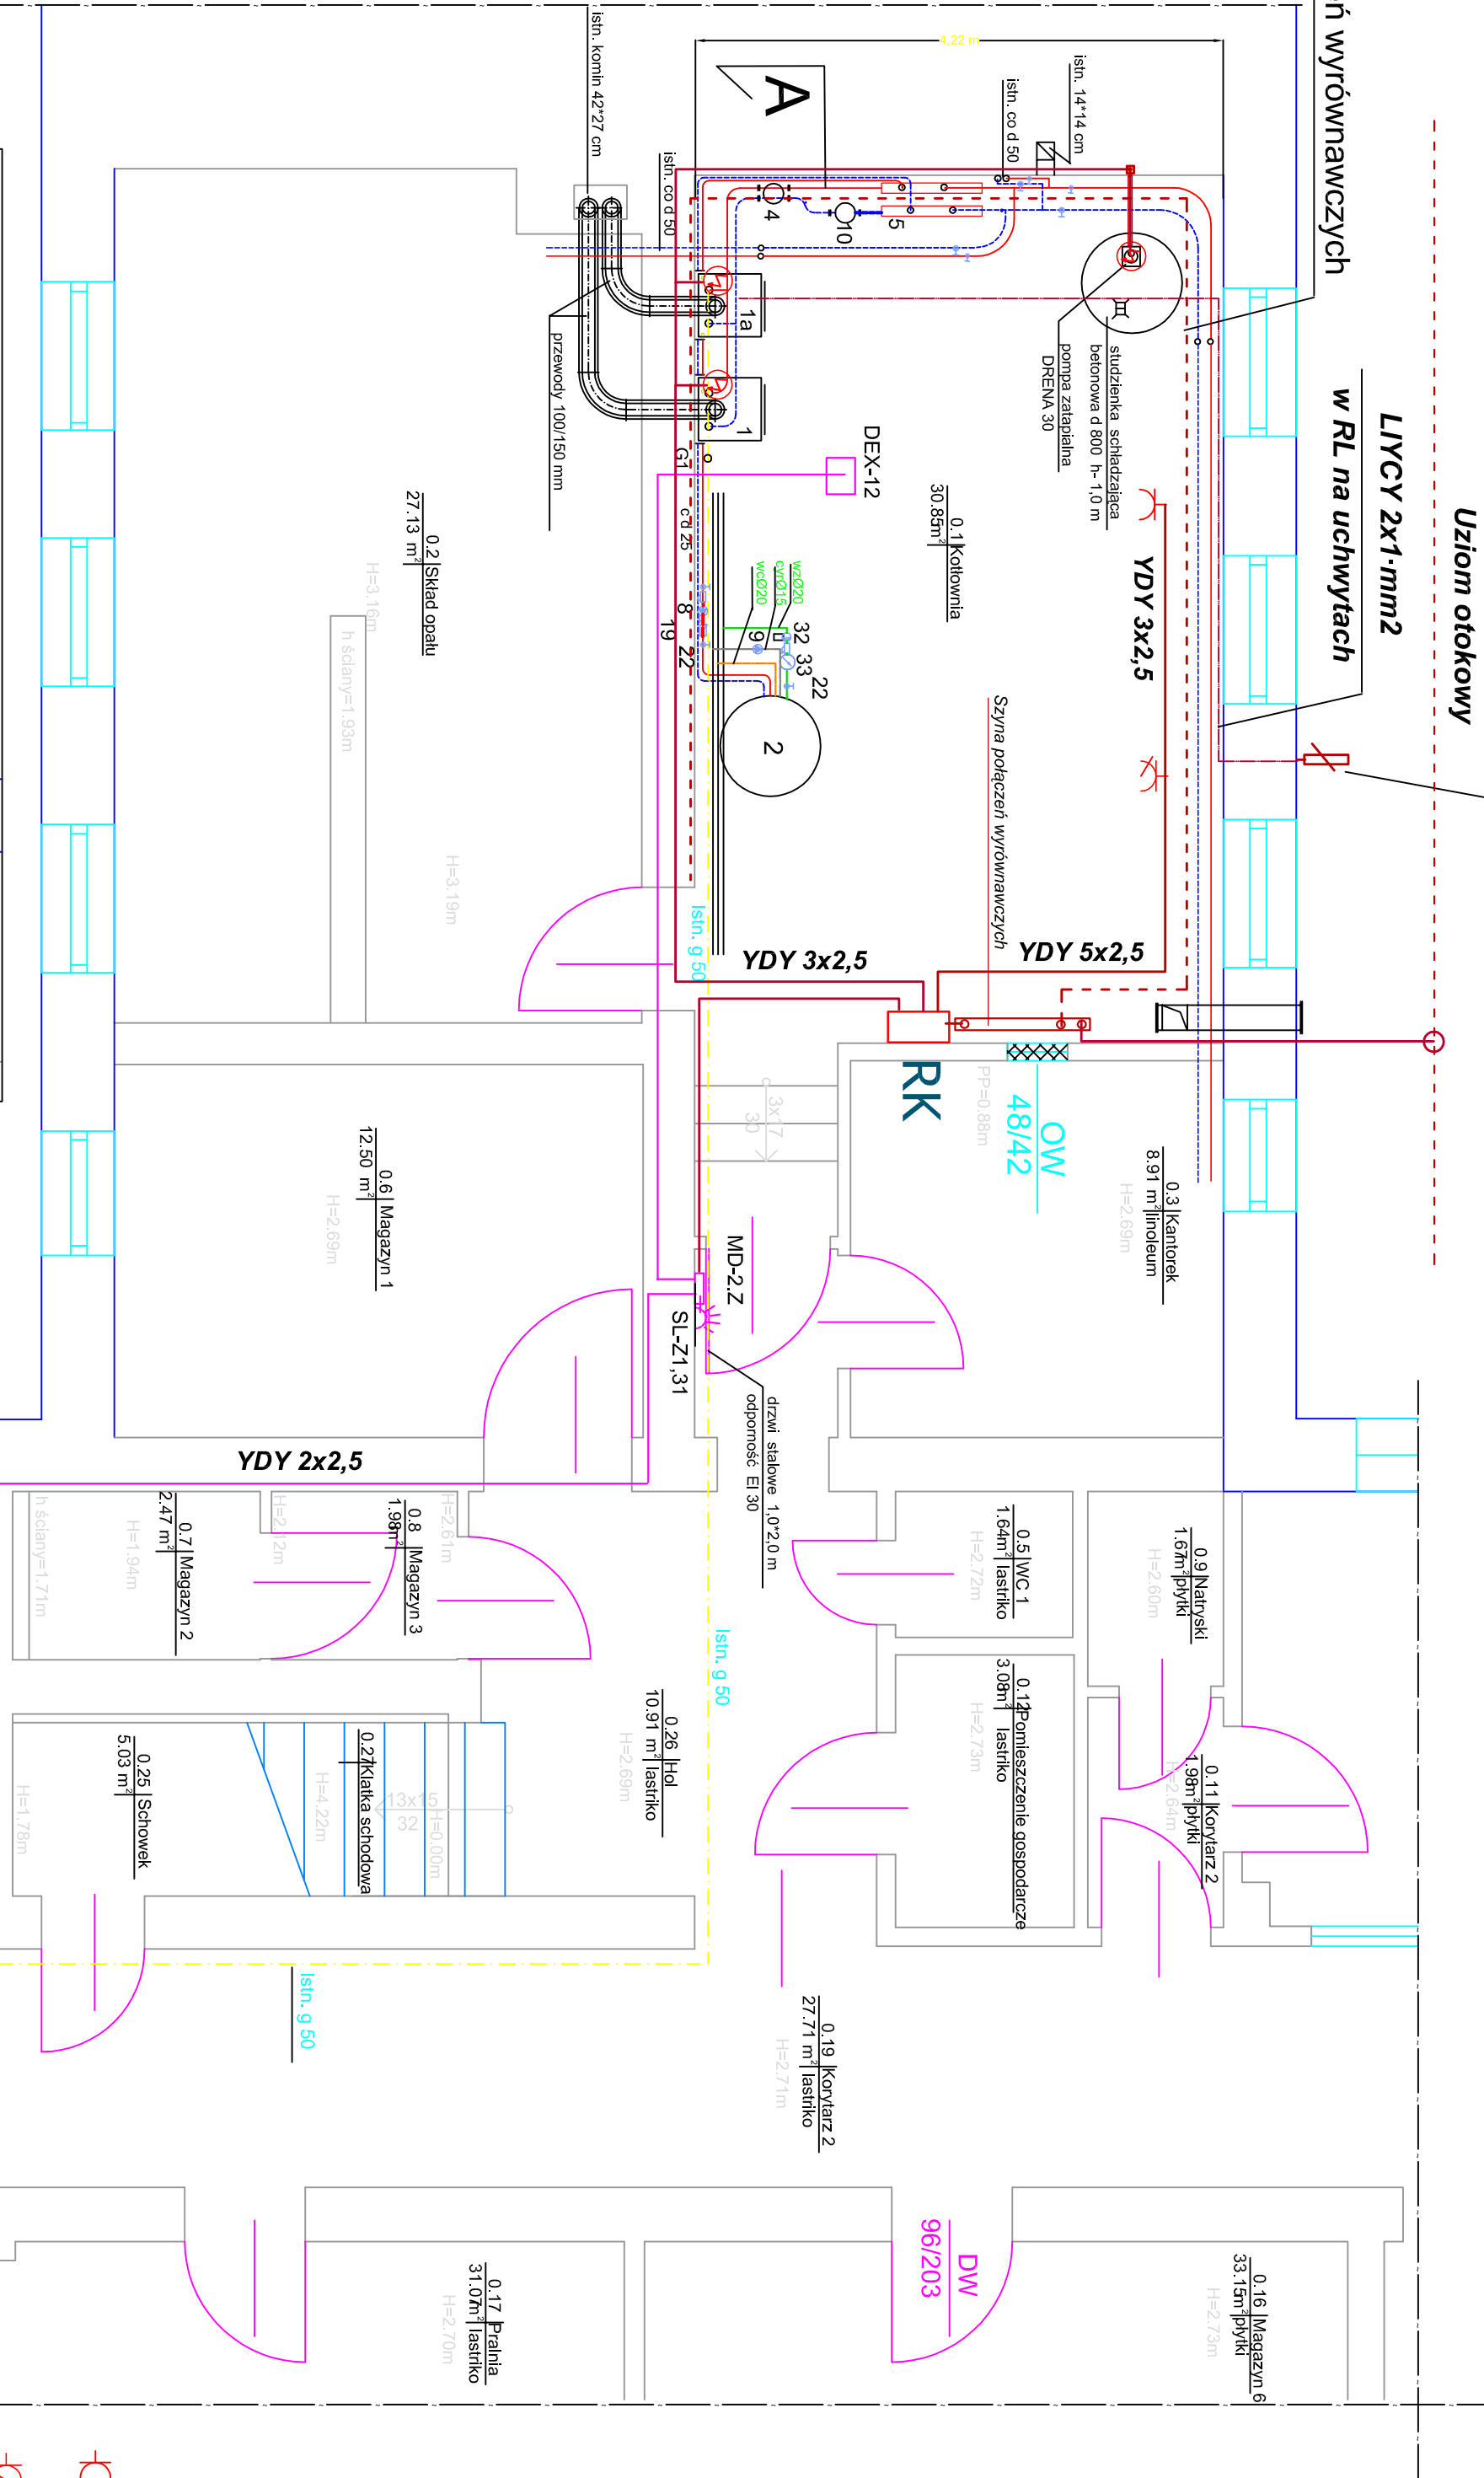 ń wyrównawczych
Uziom otokowy
LIYCY 2x1-mm2
w RL na uchwytach
4,22 m
A
istn. komin 42*27 cm
istn. 14*14 cm
istn. co d 50
istn. co d 50
4
10
5
1a
1
przewody 100/150 mm
studzienka schładzająca
betonowa d 800 h- 1,0 m
pompa zatapialna
DRENA 30
YDY 3x2,5
DEX-12
G1
c d 25
0.1 Kotłownia
30.85m²
wzØ20
cyrØ15
wcØ20
8
19
22
9
32
33
22
2
Szyna połączeń wyrównawczych
0.2 Skład opału
27.13 m²
H=3.16m
h ściany=1.93m
H=3.19m
Istn. g 50
YDY 3x2,5
YDY 5x2,5
RK
OW
48/42
PP=0.88m
3x17
30
0.3 Kantorek
8.91 m² linoleum
H=2.69m
0.6 Magazyn 1
12.50 m²
H=2.69m
MD-2.Z
SL-Z1,31
drzwi stalowe 1,0*2,0 m
odporność EI 30
YDY 2x2,5
0.7 Magazyn 2
2.47 m²
H=1.94m
h ściany=1.71m
H=2.12m
0.8 Magazyn 3
1.98m²
H=2.61m
0.5 WC 1
1.64m² lastriko
H=2.72m
0.9 Natryski
1.67m² płytki
H=2.60m
Istn. g 50
0.26 Hol
10.91 m² lastriko
H=2.69m
0.12 Pomieszczenie gospodarcze
3.08m² lastriko
H=2.73m
0.11 Korytarz 2
1.98m² płytki
H=2.64m
0.25 Schowek
5.03 m²
H=1.78m
0.27 Klatka schodowa
H=4.22m
13x15
32
H=0.00m
Istn. g 50
0.19 Korytarz 2
27.71 m² lastriko
H=2.71m
DW
96/203
0.17 Pralnia
31.07m² lastriko
H=2.70m
0.16 Magazyn 6
33.15m² płytki
H=2.73m